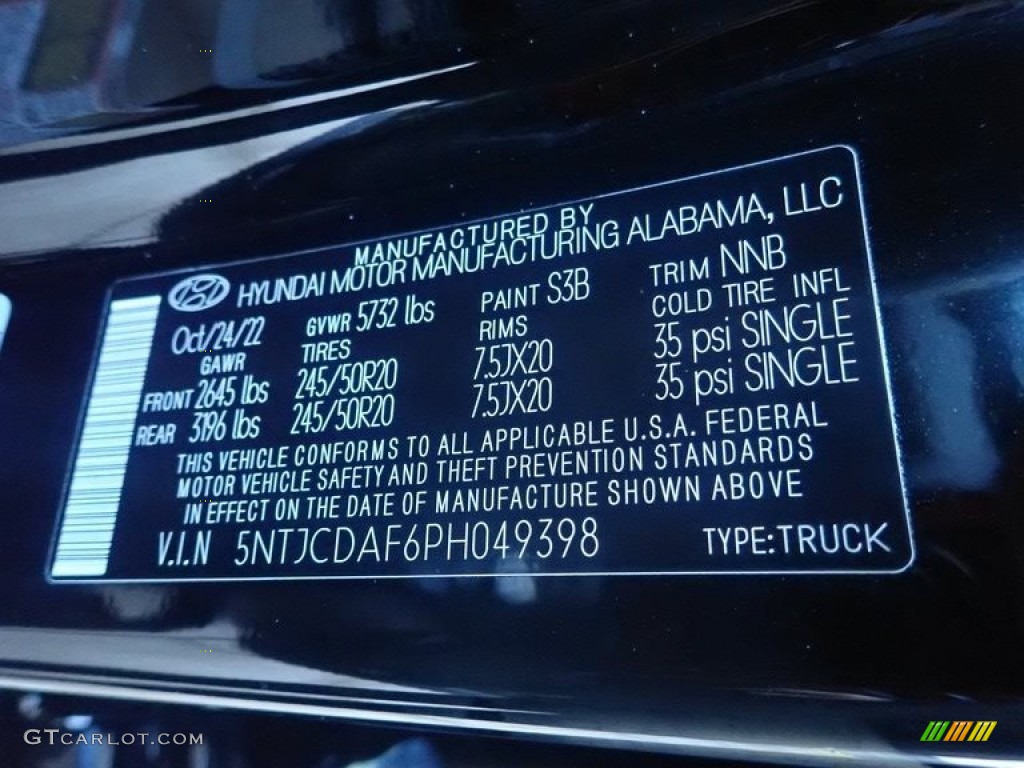 MANUFACTURED BY
HYUNDAI MOTOR MANUFACTURING ALABAMA, LLC
Oct/24/22 GVWR 5732 lbs PAINT S3B TRIM NNB
GAWR TIRES RIMS COLD TIRE INFL
FRONT 2645 lbs 245/50R20 7.5JX20 35 psi SINGLE
REAR 3196 lbs 245/50R20 7.5JX20 35 psi SINGLE
THIS VEHICLE CONFORMS TO ALL APPLICABLE U.S.A. FEDERAL
MOTOR VEHICLE SAFETY AND THEFT PREVENTION STANDARDS
IN EFFECT ON THE DATE OF MANUFACTURE SHOWN ABOVE
V.I.N 5NTJCDAF6PH049398 TYPE:TRUCK
GTCARLOT.COM